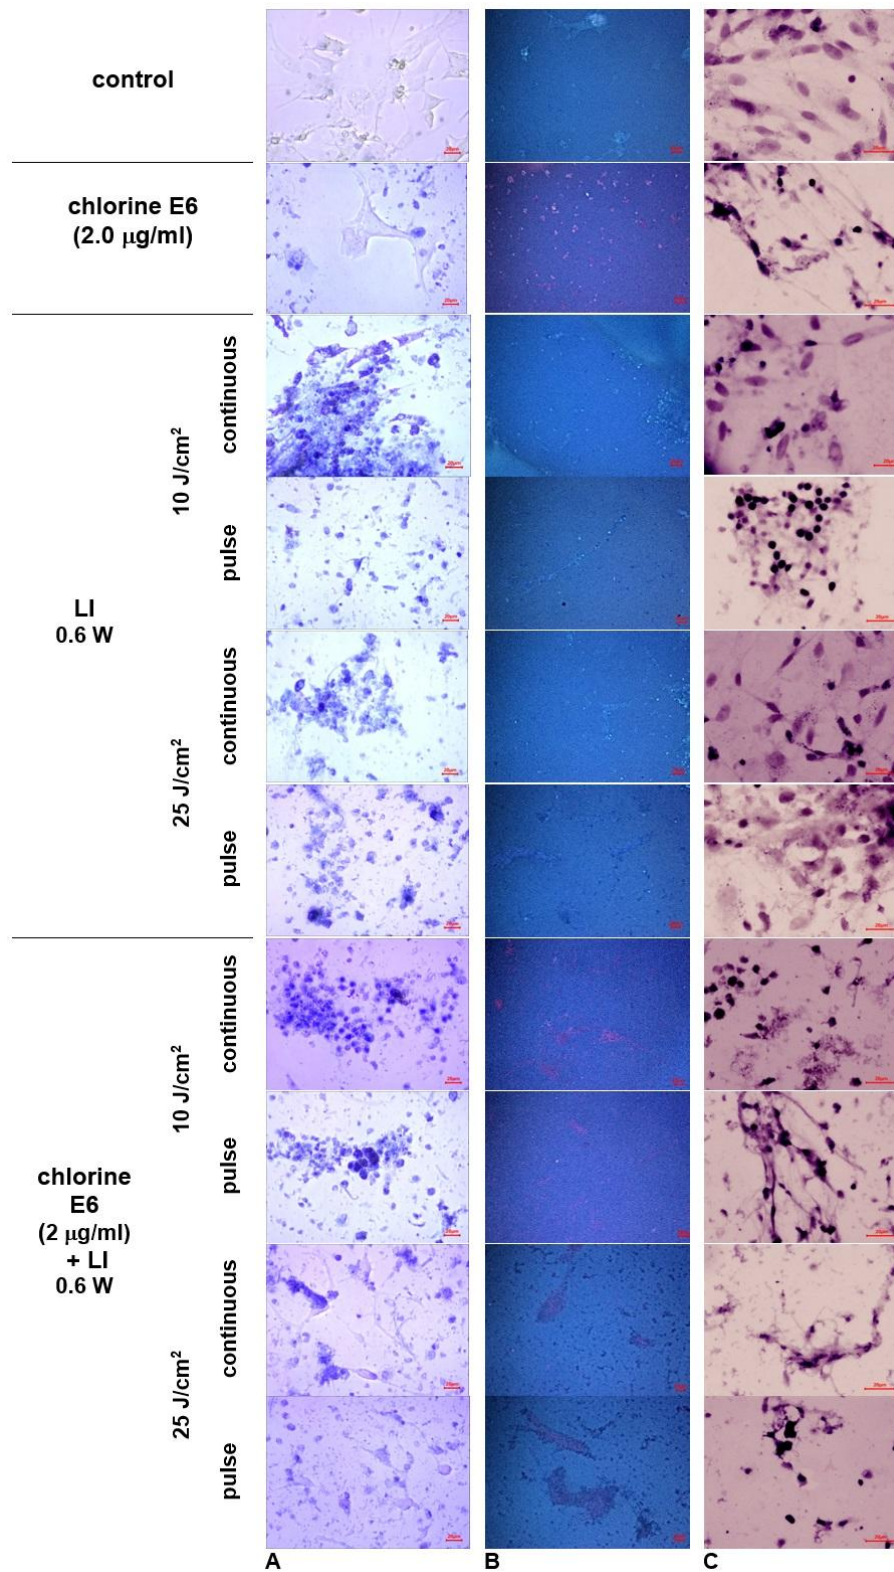 control
chlorine E6
(2.0 µg/ml)
LI
0.6 W
10 J/cm²
continuous
pulse
25 J/cm²
continuous
pulse
chlorine
E6
(2 µg/ml)
+ LI
0.6 W
10 J/cm²
continuous
pulse
25 J/cm²
continuous
pulse
A
B
C